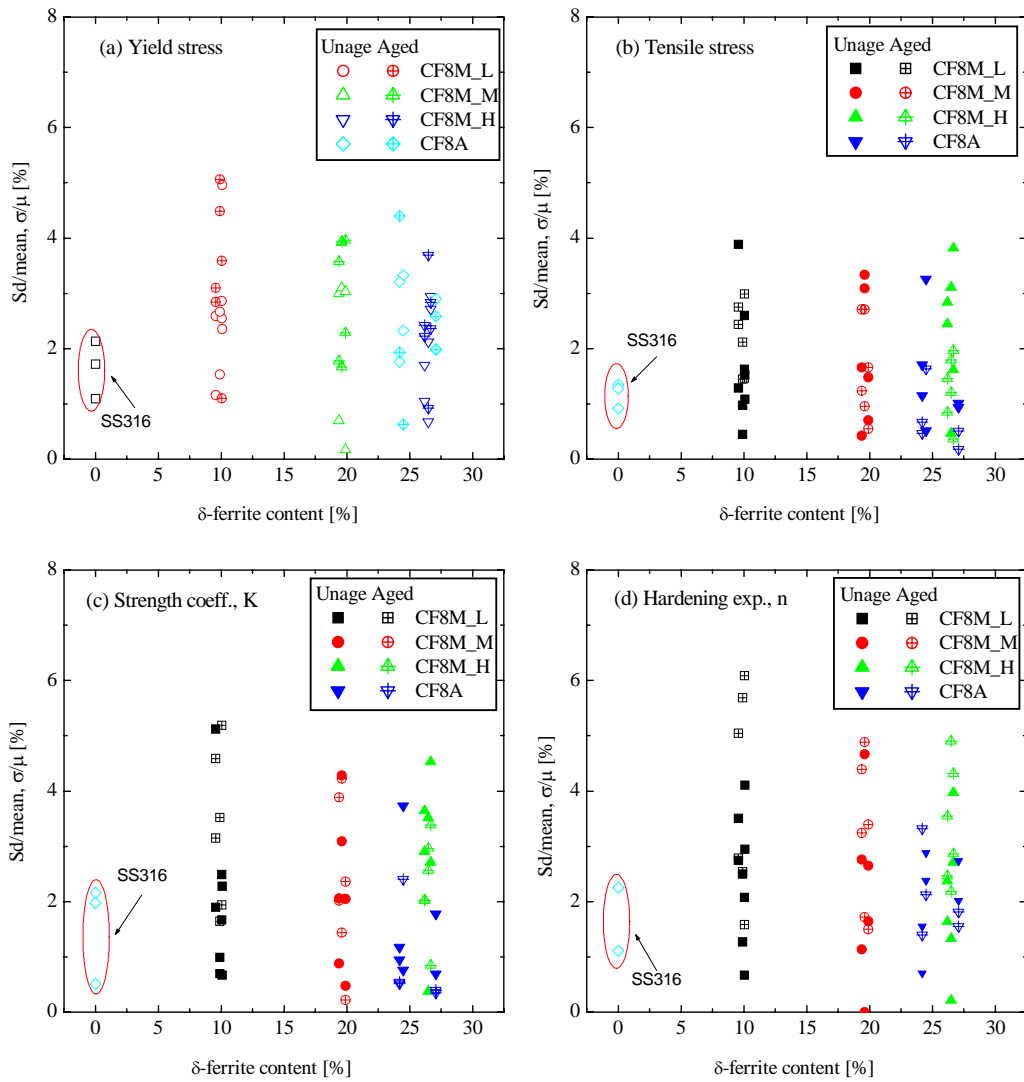 (a) Yield stress
Unage Aged
CF8M_L
CF8M_M
CF8M_H
CF8A
SS316
Sd/mean, σ/μ [%]
0
2
4
6
8
0 5 10 15 20 25 30
δ-ferrite content [%]
(b) Tensile stress
Unage Aged
CF8M_L
CF8M_M
CF8M_H
CF8A
SS316
Sd/mean, σ/μ [%]
0
2
4
6
8
0 5 10 15 20 25 30
δ-ferrite content [%]
(c) Strength coeff., K
Unage Aged
CF8M_L
CF8M_M
CF8M_H
CF8A
SS316
Sd/mean, σ/μ [%]
0
2
4
6
8
0 5 10 15 20 25 30
δ-ferrite content [%]
(d) Hardening exp., n
Unage Aged
CF8M_L
CF8M_M
CF8M_H
CF8A
SS316
Sd/mean, σ/μ [%]
0
2
4
6
8
0 5 10 15 20 25 30
δ-ferrite content [%]